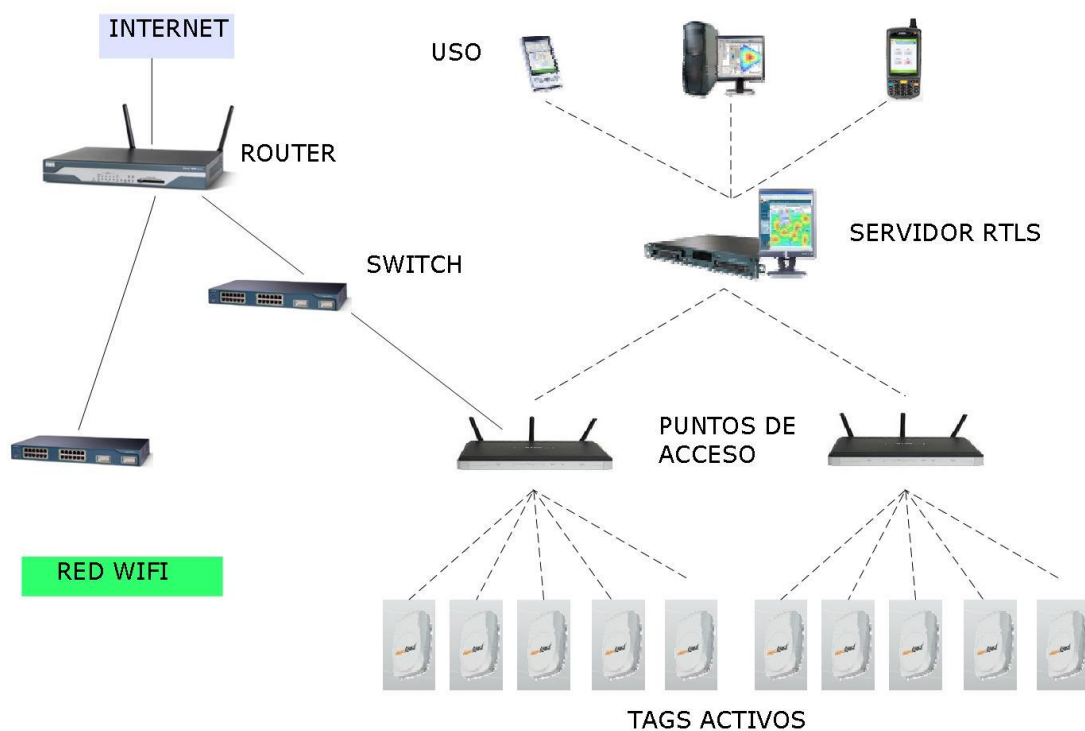 INTERNET
USO
ROUTER
SERVIDOR RTLS
SWITCH
PUNTOS DE
ACCESO
RED WIFI
TAGS ACTIVOS